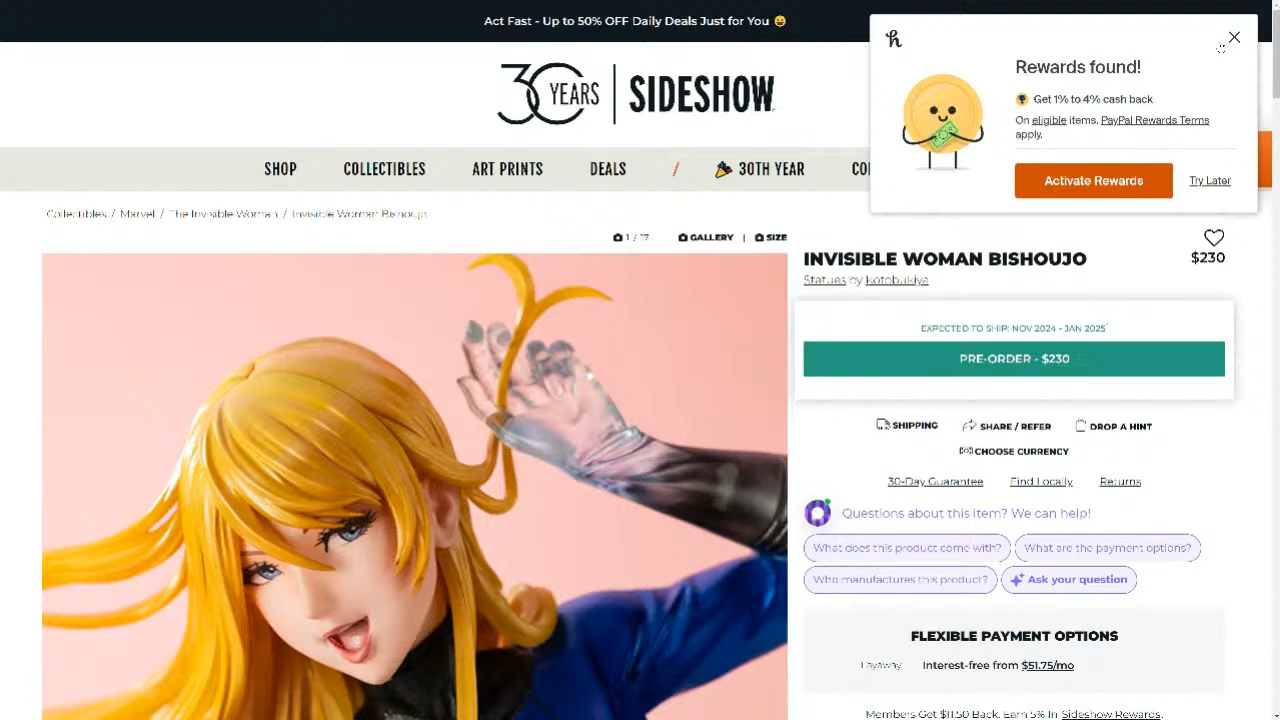 Act Fast - Up to 50% OFF Daily Deals Just for You 😀
30 YEARS SIDESHOW
SHOP COLLECTIBLES ART PRINTS DEALS / 30TH YEAR CO
Rewards found!
Get 1% to 4% cash back
On eligible items. PayPal Rewards Terms
apply.
Activate Rewards Try Later
Collectibles / Marvel / The Invisible Woman / Invisible Woman Bishoujo
1 / 17 GALLERY | SIZE
INVISIBLE WOMAN BISHOUJO
$230
Statues by Kotobukiya
EXPECTED TO SHIP: NOV 2024 - JAN 2025*
PRE-ORDER - $230
SHIPPING SHARE / REFER DROP A HINT
CHOOSE CURRENCY
30-Day Guarantee Find Locally Returns
Questions about this item? We can help!
What does this product come with? What are the payment options?
Who manufactures this product? Ask your question
FLEXIBLE PAYMENT OPTIONS
Layaway Interest-free from $51.75/mo
Members Get $11.50 Back. Earn 5% In Sideshow Rewards.